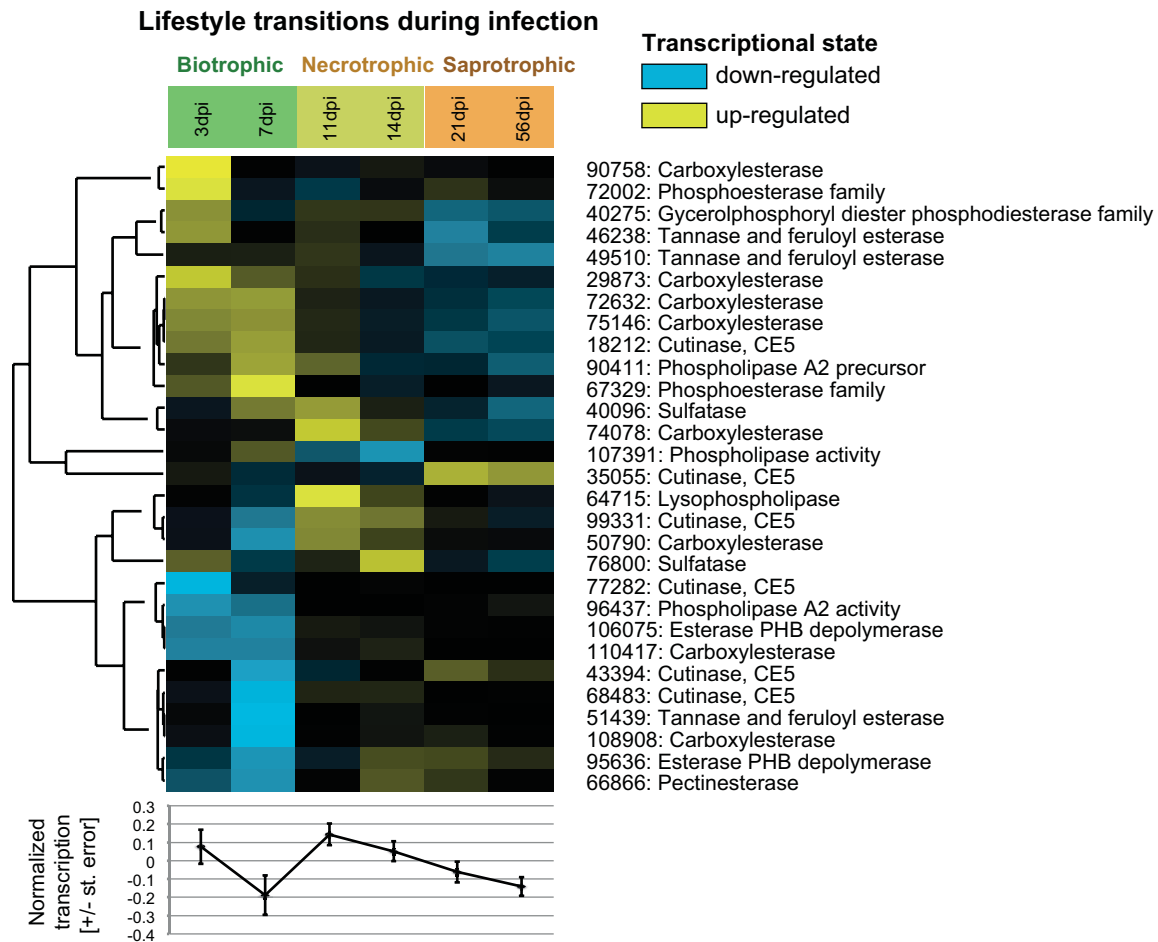 Lifestyle transitions during infection
Biotrophic Necrotrophic Saprotrophic
3dpi 7dpi 11dpi 14dpi 21dpi 56dpi
Transcriptional state
down-regulated
up-regulated
90758: Carboxylesterase
72002: Phosphoesterase family
40275: Gycerolphosphoryl diester phosphodiesterase family
46238: Tannase and feruloyl esterase
49510: Tannase and feruloyl esterase
29873: Carboxylesterase
72632: Carboxylesterase
75146: Carboxylesterase
18212: Cutinase, CE5
90411: Phospholipase A2 precursor
67329: Phosphoesterase family
40096: Sulfatase
74078: Carboxylesterase
107391: Phospholipase activity
35055: Cutinase, CE5
64715: Lysophospholipase
99331: Cutinase, CE5
50790: Carboxylesterase
76800: Sulfatase
77282: Cutinase, CE5
96437: Phospholipase A2 activity
106075: Esterase PHB depolymerase
110417: Carboxylesterase
43394: Cutinase, CE5
68483: Cutinase, CE5
51439: Tannase and feruloyl esterase
108908: Carboxylesterase
95636: Esterase PHB depolymerase
66866: Pectinesterase
Normalized
transcription
[+/- st. error]
0.3
0.2
0.1
0
-0.1
-0.2
-0.3
-0.4